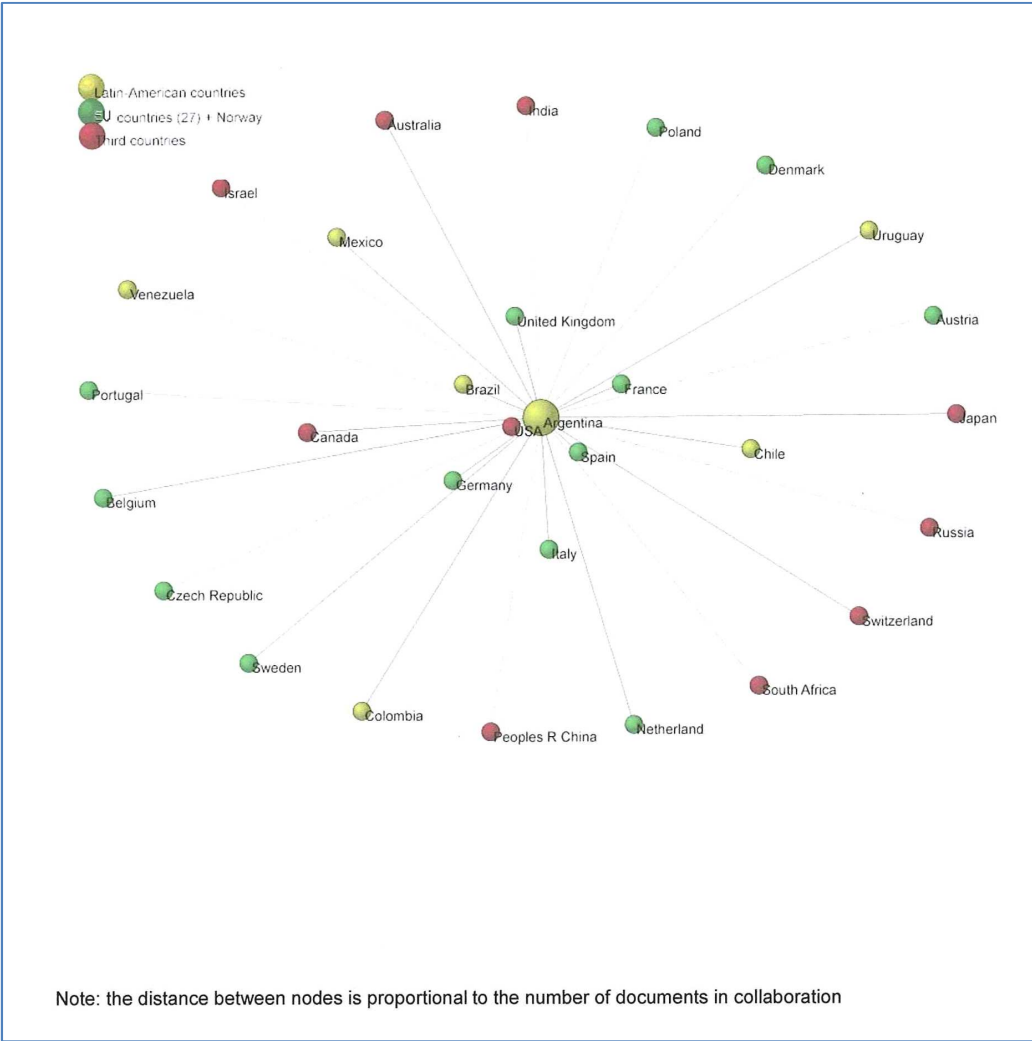 Latin-American countries
EU countries (27) + Norway
Third countries
India
Australia
Poland
Denmark
Israel
Uruguay
Mexico
Venezuela
United Kingdom
Austria
Brazil
France
Portugal
Japan
Argentina
USA
Canada
Chile
Spain
Germany
Belgium
Russia
Italy
Czech Republic
Switzerland
Sweden
South Africa
Colombia
Netherland
Peoples R China
Note: the distance between nodes is proportional to the number of documents in collaboration